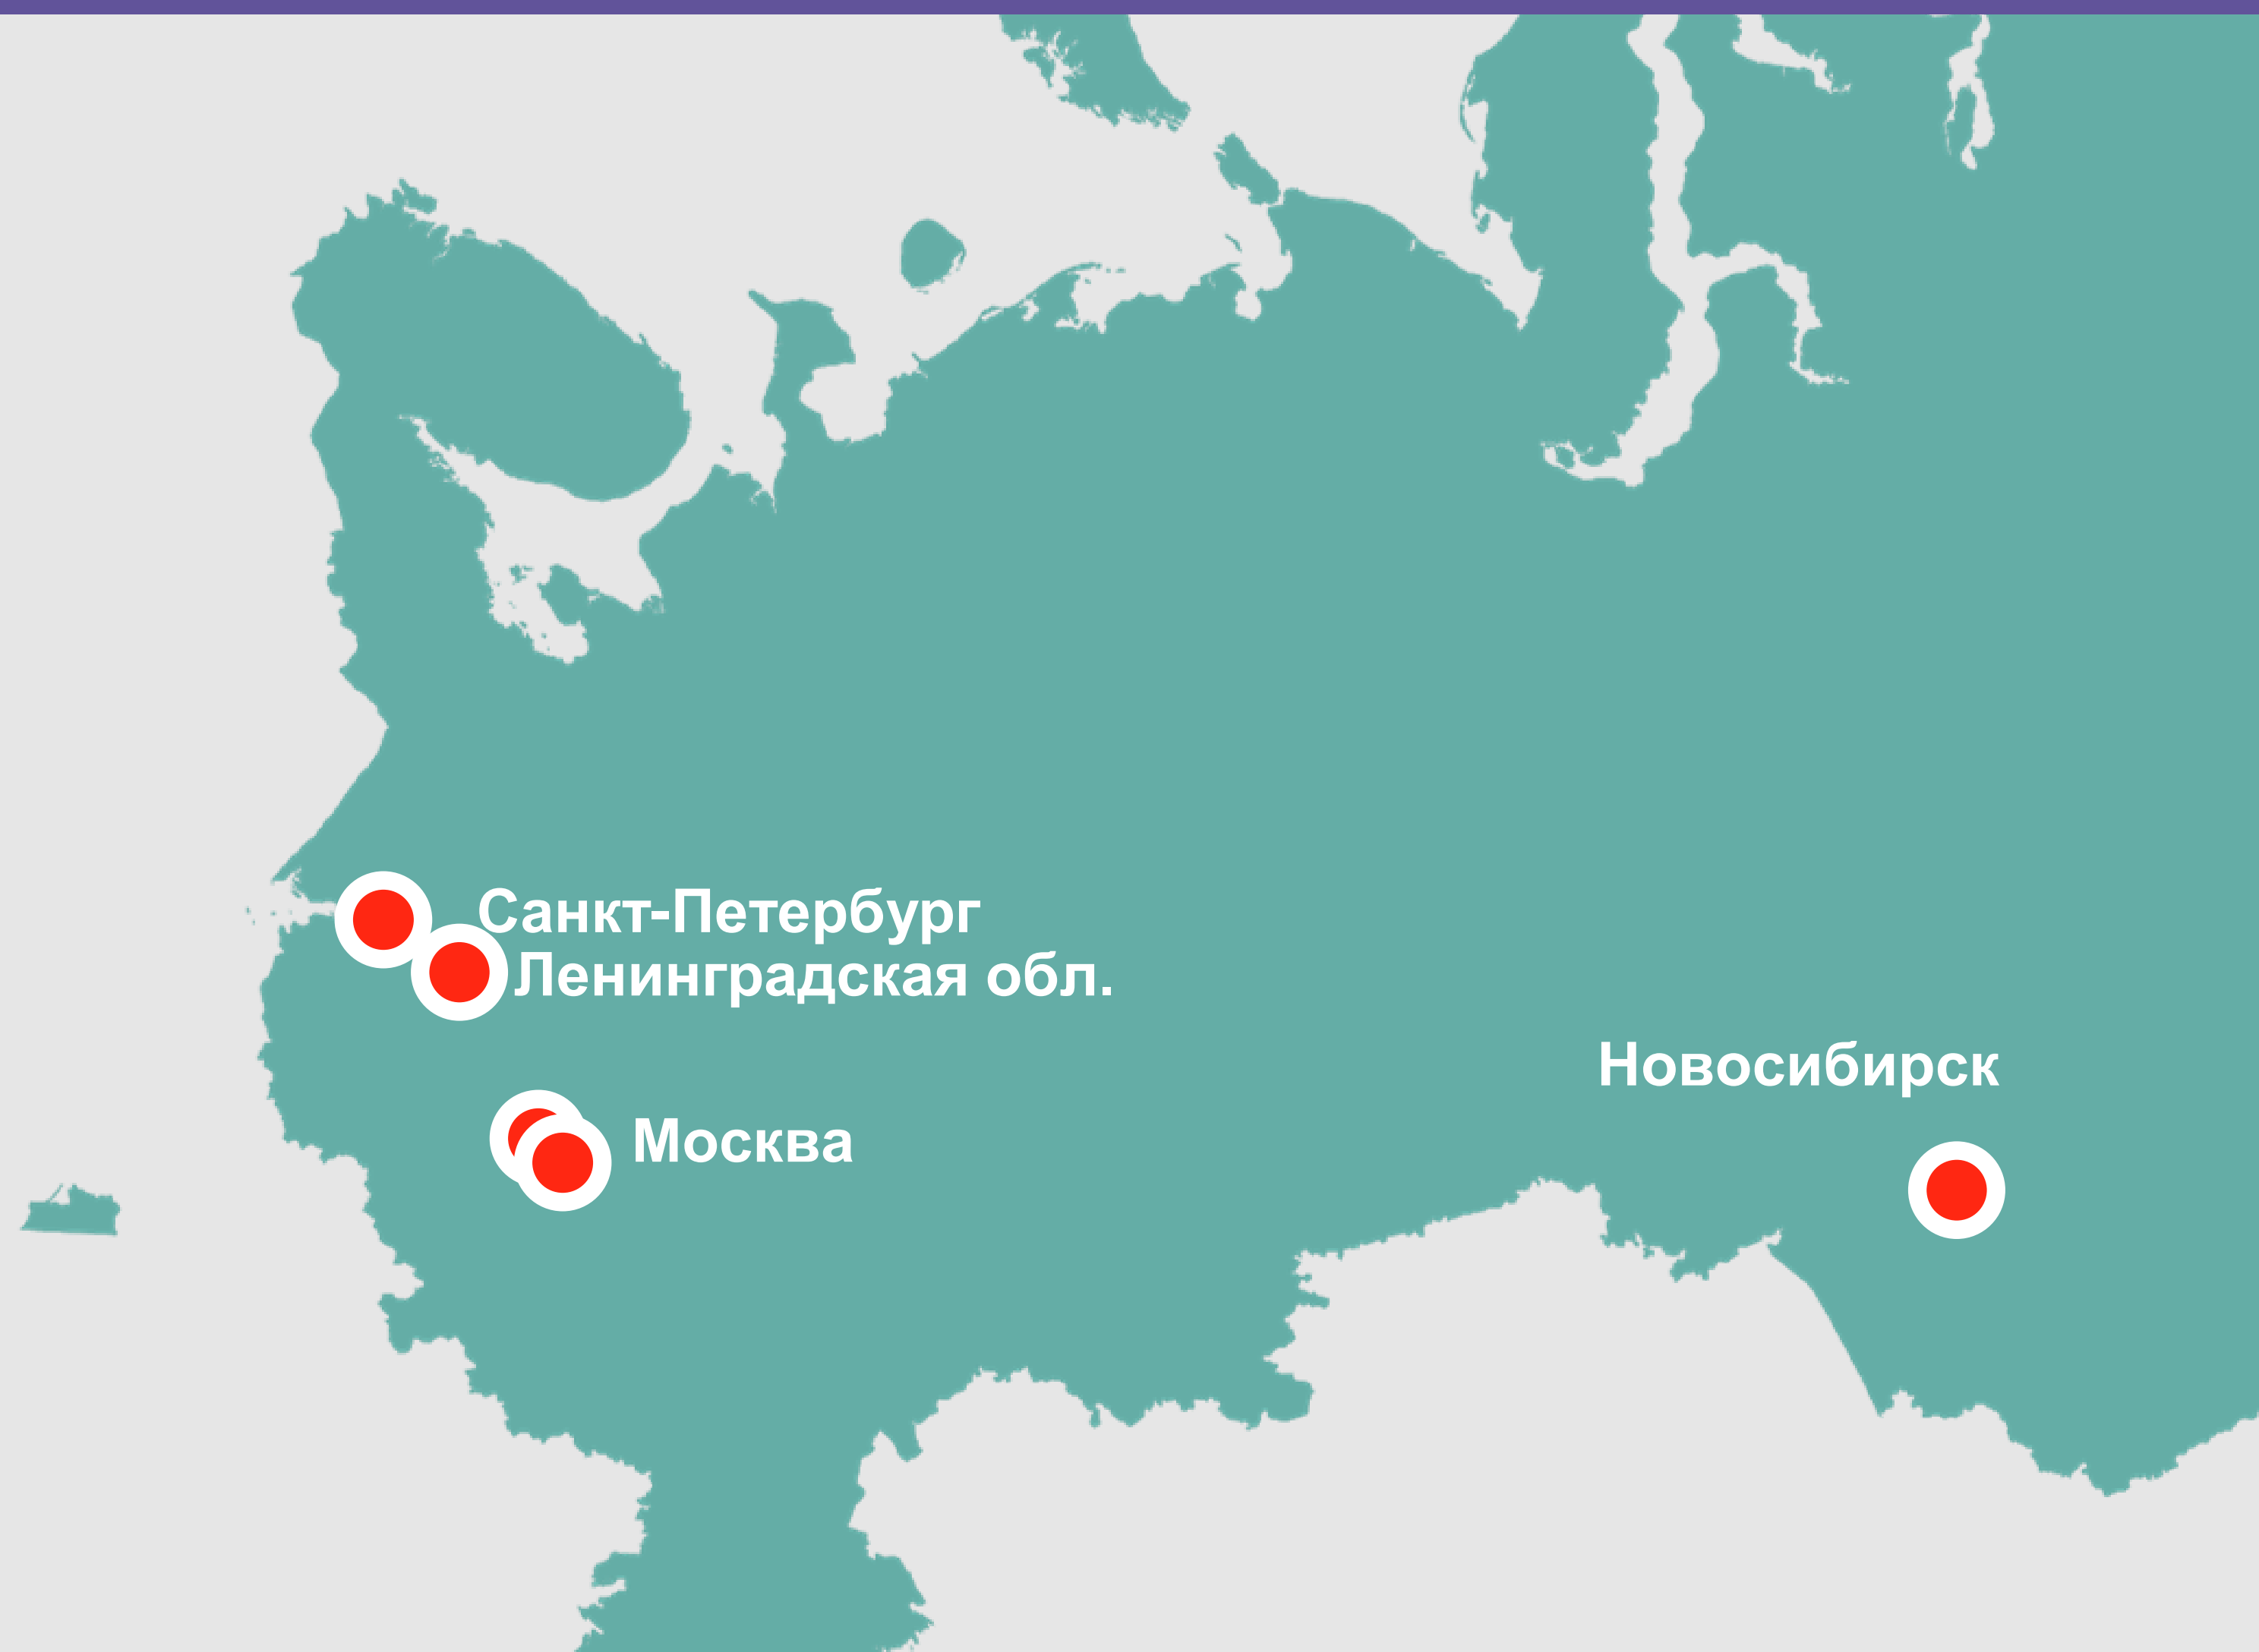 Санкт-Петербург
Ленинградская обл.
Новосибирск
Москва